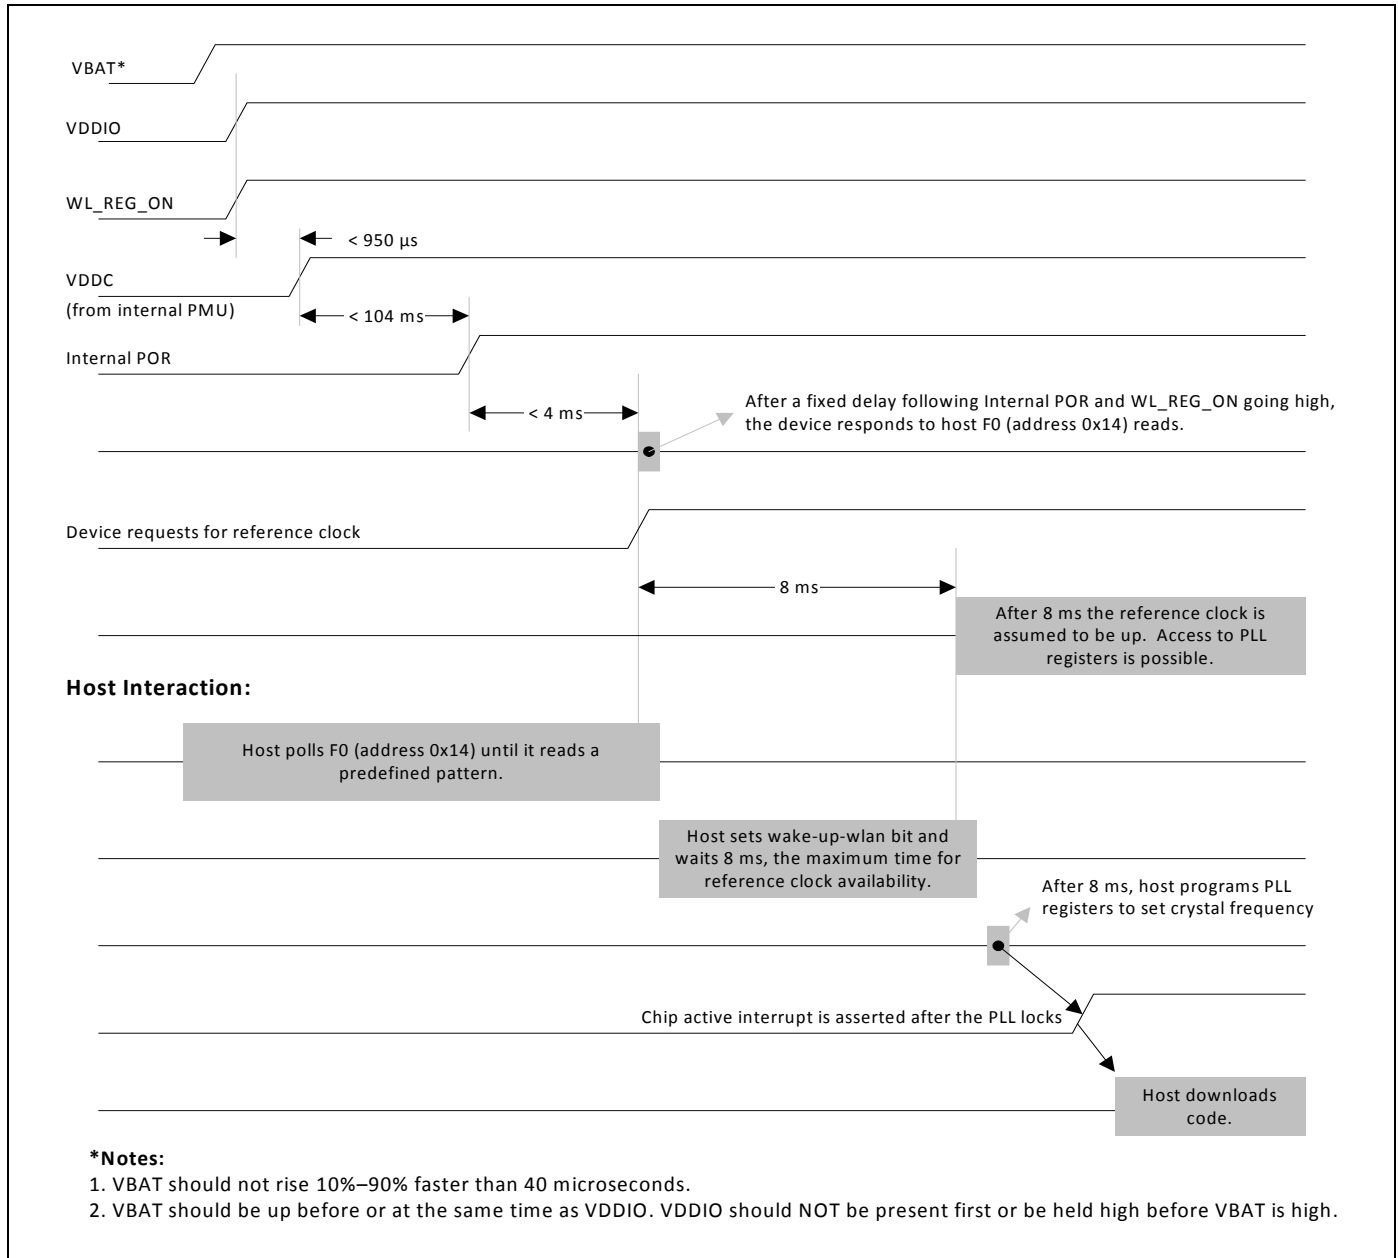 VBAT*
VDDIO
WL_REG_ON
< 950 µs
VDDC
(from internal PMU)
< 104 ms
Internal POR
< 4 ms
After a fixed delay following Internal POR and WL_REG_ON going high,
the device responds to host F0 (address 0x14) reads.
Device requests for reference clock
8 ms
After 8 ms the reference clock is
assumed to be up. Access to PLL
registers is possible.
Host Interaction:
Host polls F0 (address 0x14) until it reads a
predefined pattern.
Host sets wake-up-wlan bit and
waits 8 ms, the maximum time for
reference clock availability.
After 8 ms, host programs PLL
registers to set crystal frequency
Chip active interrupt is asserted after the PLL locks
Host downloads
code.
*Notes:
1. VBAT should not rise 10%–90% faster than 40 microseconds.
2. VBAT should be up before or at the same time as VDDIO. VDDIO should NOT be present first or be held high before VBAT is high.